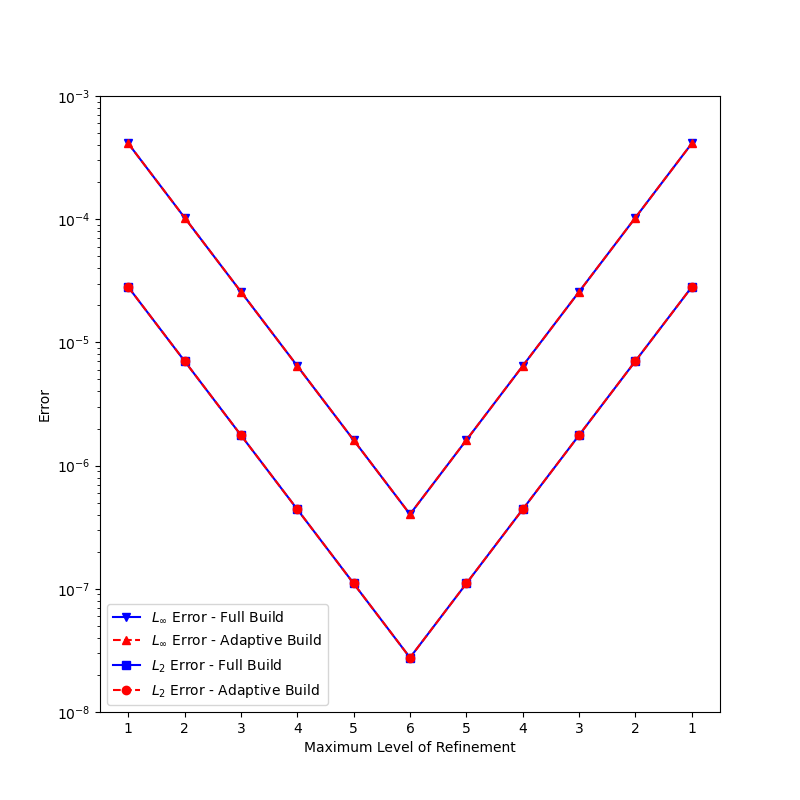 10⁻³
10⁻⁴
10⁻⁵
10⁻⁶
10⁻⁷
10⁻⁸
Error
L∞ Error - Full Build
L∞ Error - Adaptive Build
L₂ Error - Full Build
L₂ Error - Adaptive Build
1 2 3 4 5 6 5 4 3 2 1
Maximum Level of Refinement